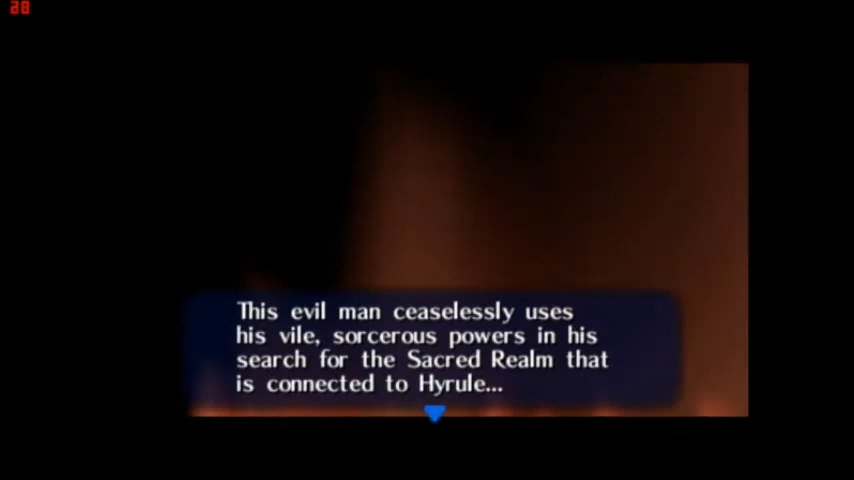 28
This evil man ceaselessly uses
his vile, sorcerous powers in his
search for the Sacred Realm that
is connected to Hyrule...